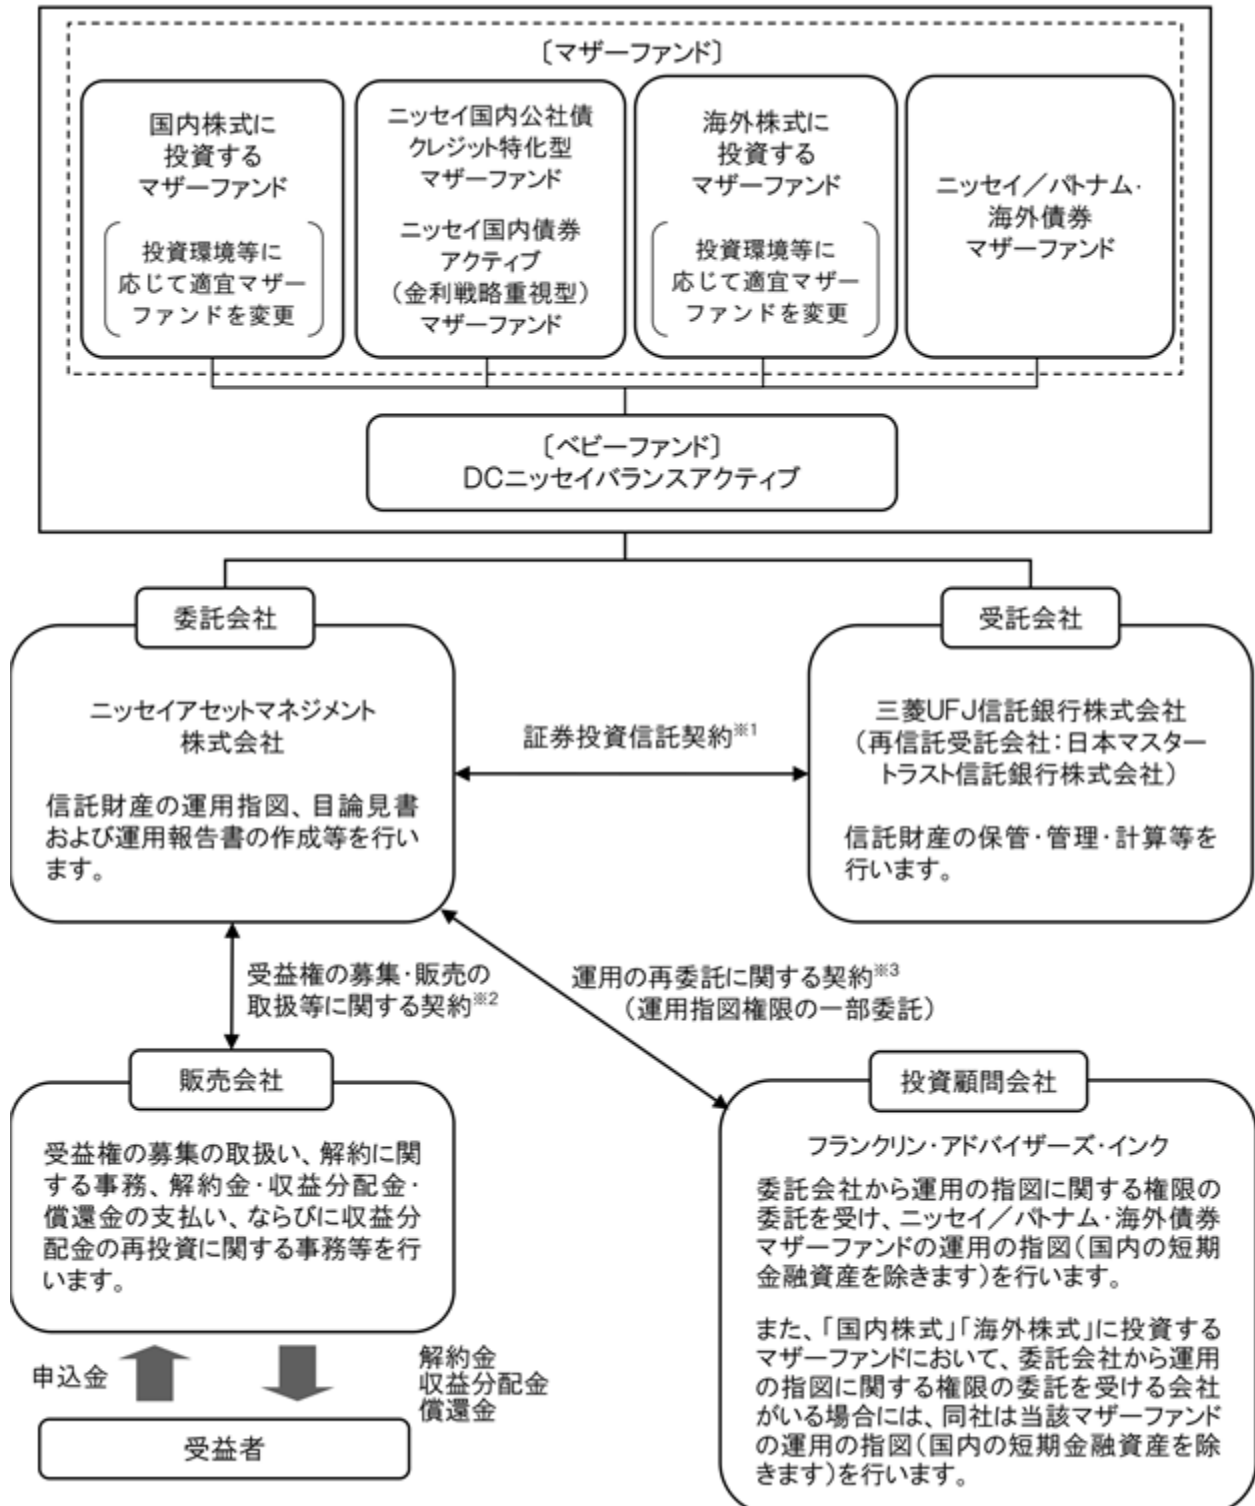 〔マザーファンド〕
国内株式に
投資する
マザーファンド
投資環境等に
応じて適宜マザー
ファンドを変更
ニッセイ国内公社債
クレジット特化型
マザーファンド
ニッセイ国内債券
アクティブ
（金利戦略重視型）
マザーファンド
海外株式に
投資する
マザーファンド
投資環境等に
応じて適宜マザー
ファンドを変更
ニッセイ／パトナム・
海外債券
マザーファンド
〔ベビーファンド〕
DCニッセイバランスアクティブ
委託会社
ニッセイアセットマネジメント
株式会社
信託財産の運用指図、目論見書
および運用報告書の作成等を行い
ます。
証券投資信託契約※1
受託会社
三菱UFJ信託銀行株式会社
（再信託受託会社：日本マスター
トラスト信託銀行株式会社）
信託財産の保管・管理・計算等を
行います。
受益権の募集・販売の
取扱等に関する契約※2
運用の再委託に関する契約※3
（運用指図権限の一部委託）
販売会社
受益権の募集の取扱い、解約に関
する事務、解約金・収益分配金・
償還金の支払い、ならびに収益分
配金の再投資に関する事務等を行
います。
投資顧問会社
フランクリン・アドバイザーズ・インク
委託会社から運用の指図に関する権限の
委託を受け、ニッセイ／パトナム・海外債券
マザーファンドの運用の指図（国内の短期
金融資産を除きます）を行います。
また、「国内株式」「海外株式」に投資する
マザーファンドにおいて、委託会社から運用
の指図に関する権限の委託を受ける会社
がいる場合には、同社は当該マザーファンド
の運用の指図（国内の短期金融資産を除
きます）を行います。
申込金
解約金
収益分配金
償還金
受益者